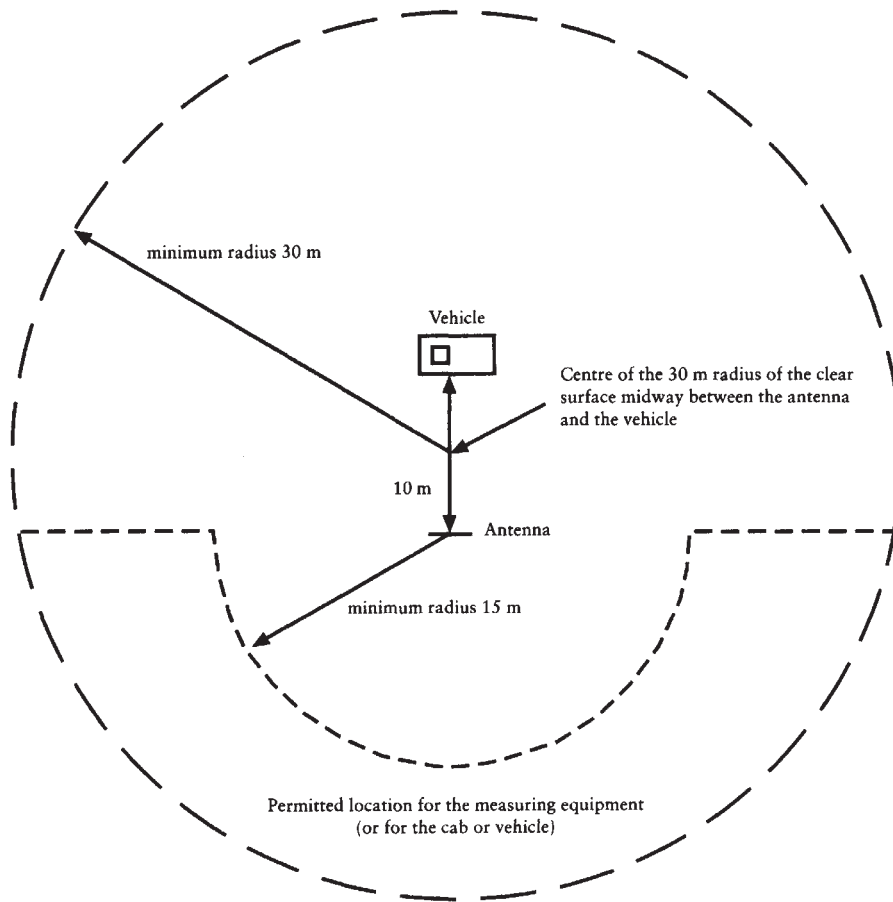 minimum radius 30 m
Vehicle
Centre of the 30 m radius of the clear
surface midway between the antenna
and the vehicle
10 m
Antenna
minimum radius 15 m
Permitted location for the measuring equipment
(or for the cab or vehicle)